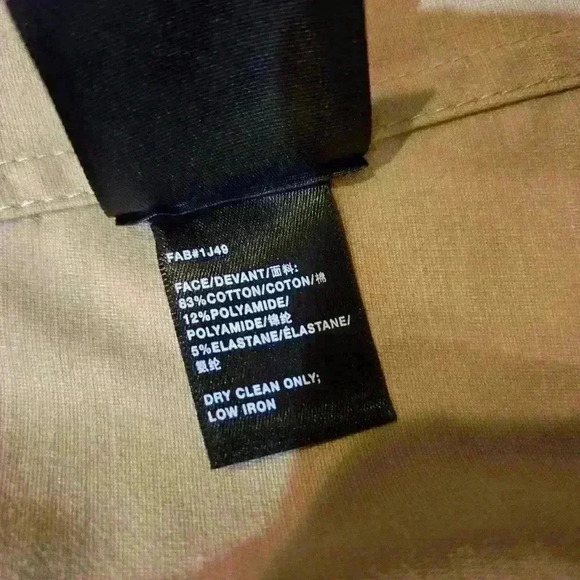 FAB#1J49
FACE/DEVANT/面料:
83%COTTON/COTON/棉
12%POLYAMIDE/
POLYAMIDE/锦纶
5%ELASTANE/ÉLASTANE/
氨纶
DRY CLEAN ONLY;
LOW IRON